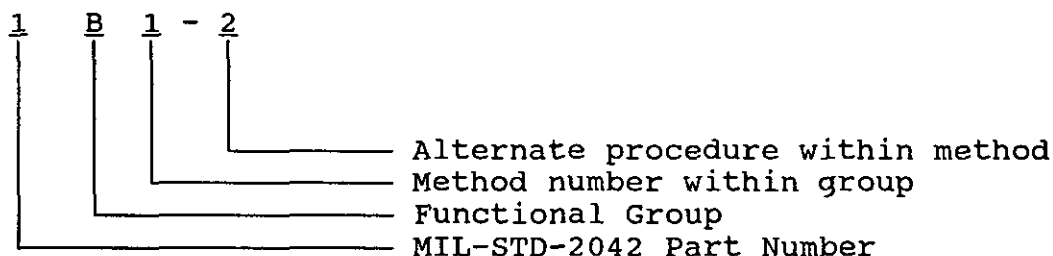 1 B 1 - 2
Alternate procedure within method
Method number within group
Functional Group
MIL-STD-2042 Part Number